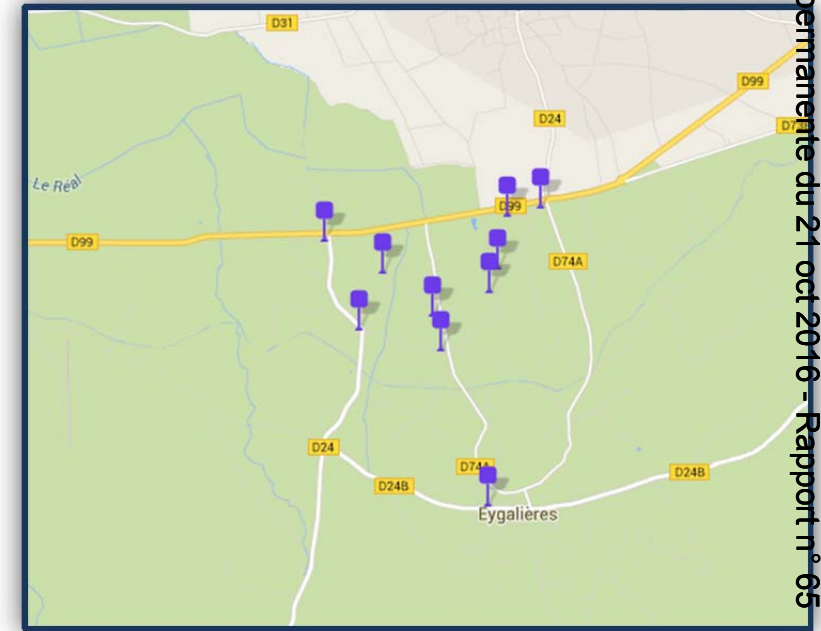 D31
D99
D24
D7
Le Réal
D99
D99
D74A
D24
D74A
D24B
D24B
Eygalières
permanente du 21 oct 2016 - Rapport n° 65